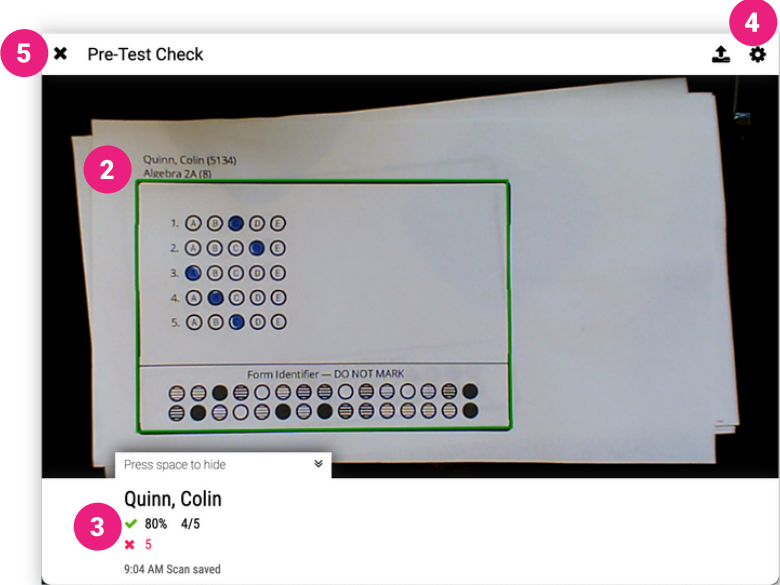 4
5
Pre-Test Check
2
Quinn, Colin (5134)
Algebra 2A (8)
1. A B C D E
2. A B C D E
3. A B C D E
4. A B C D E
5. A B C D E
Form Identifier — DO NOT MARK
Press space to hide
Quinn, Colin
3
80% 4/5
5
9:04 AM Scan saved